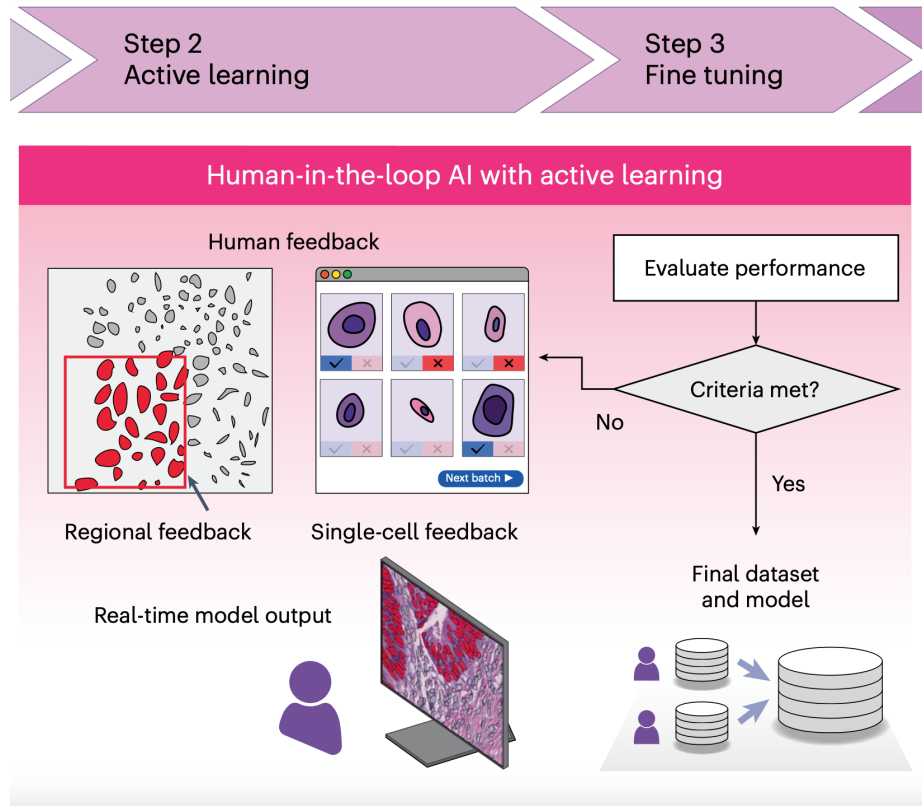 Step 2
Active learning
Step 3
Fine tuning
Human-in-the-loop AI with active learning
Human feedback
Next batch ►
Regional feedback
Single-cell feedback
Real-time model output
Evaluate performance
Criteria met?
No
Yes
Final dataset
and model